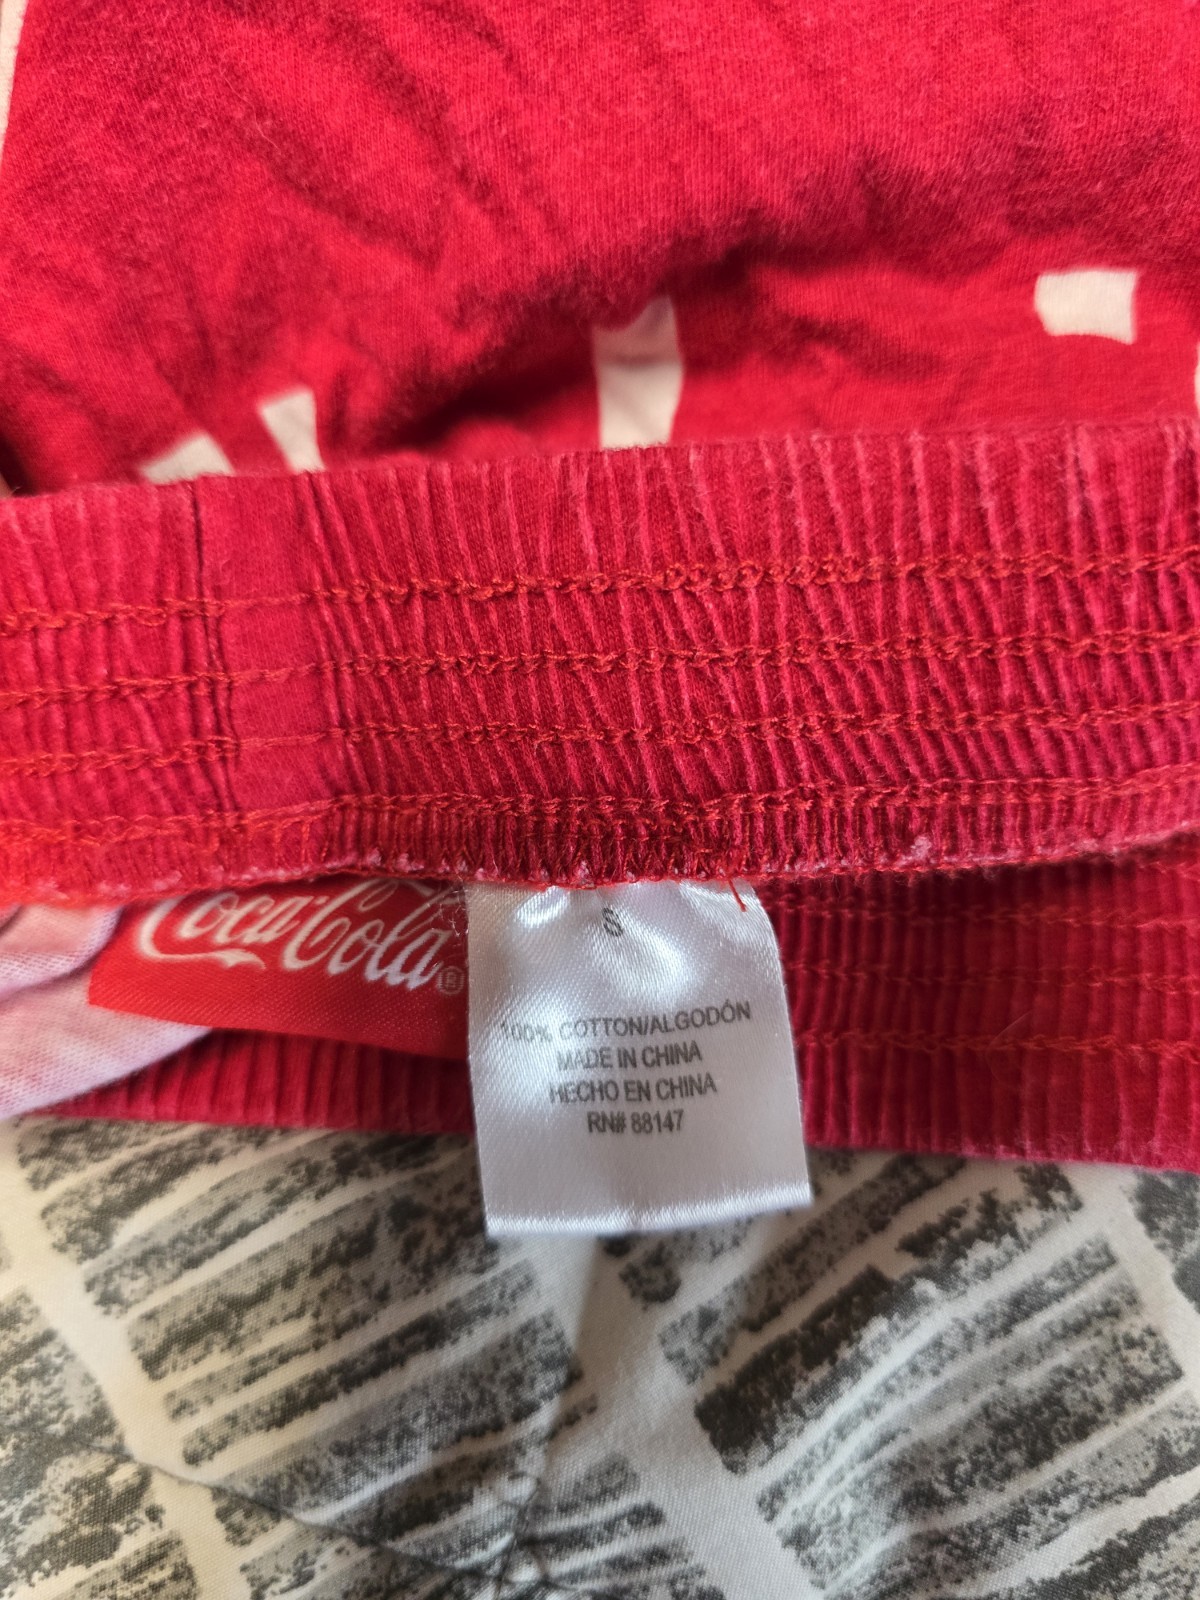 Coca-Cola®
S
100% COTTON/ALGODÓN
MADE IN CHINA
HECHO EN CHINA
RN# 88147